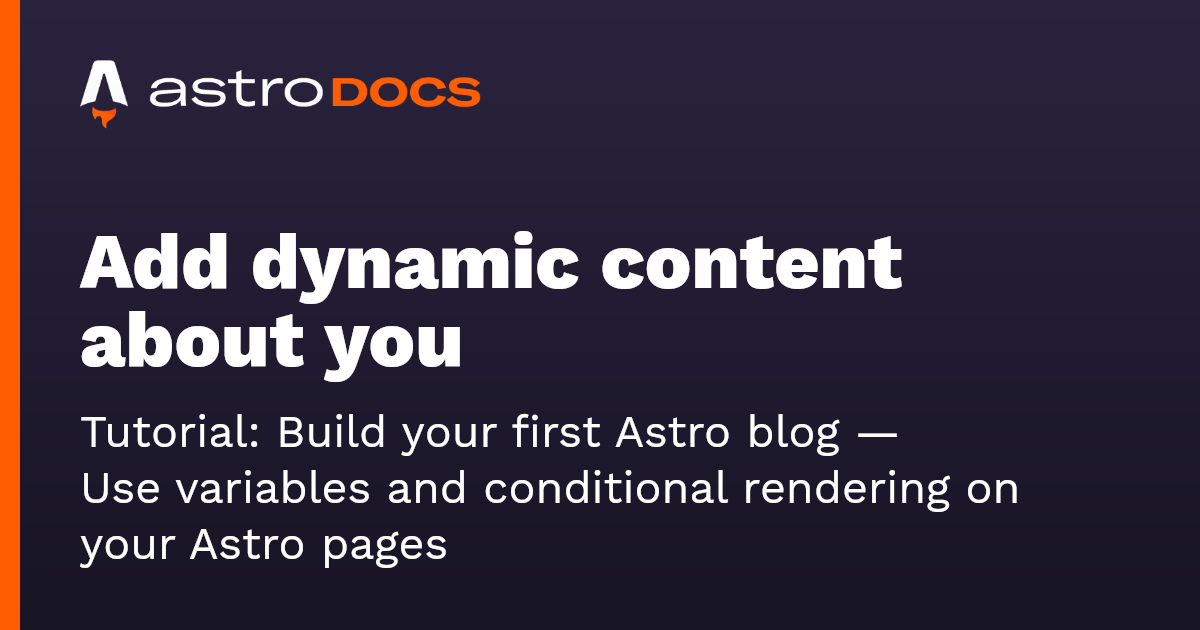 astro DOCS
Add dynamic content
about you
Tutorial: Build your first Astro blog —
Use variables and conditional rendering on
your Astro pages